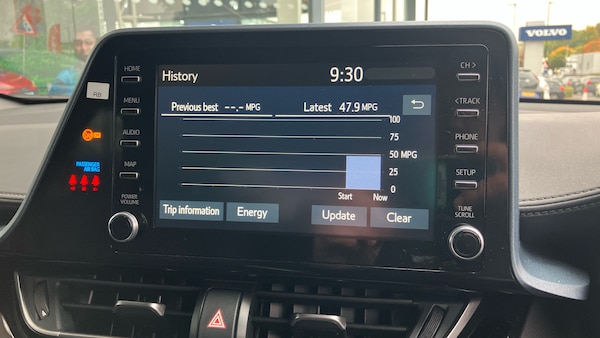 VOLVO
HOME
MENU
AUDIO
MAP
POWER
VOLUME
RB
PASSENGER
AIR BAG
History
9:30
Previous best --.- MPG
Latest 47.9 MPG
100
75
50 MPG
25
0
Start
Now
Trip information
Energy
Update
Clear
CH >
< TRACK
PHONE
SETUP
TUNE
SCROLL